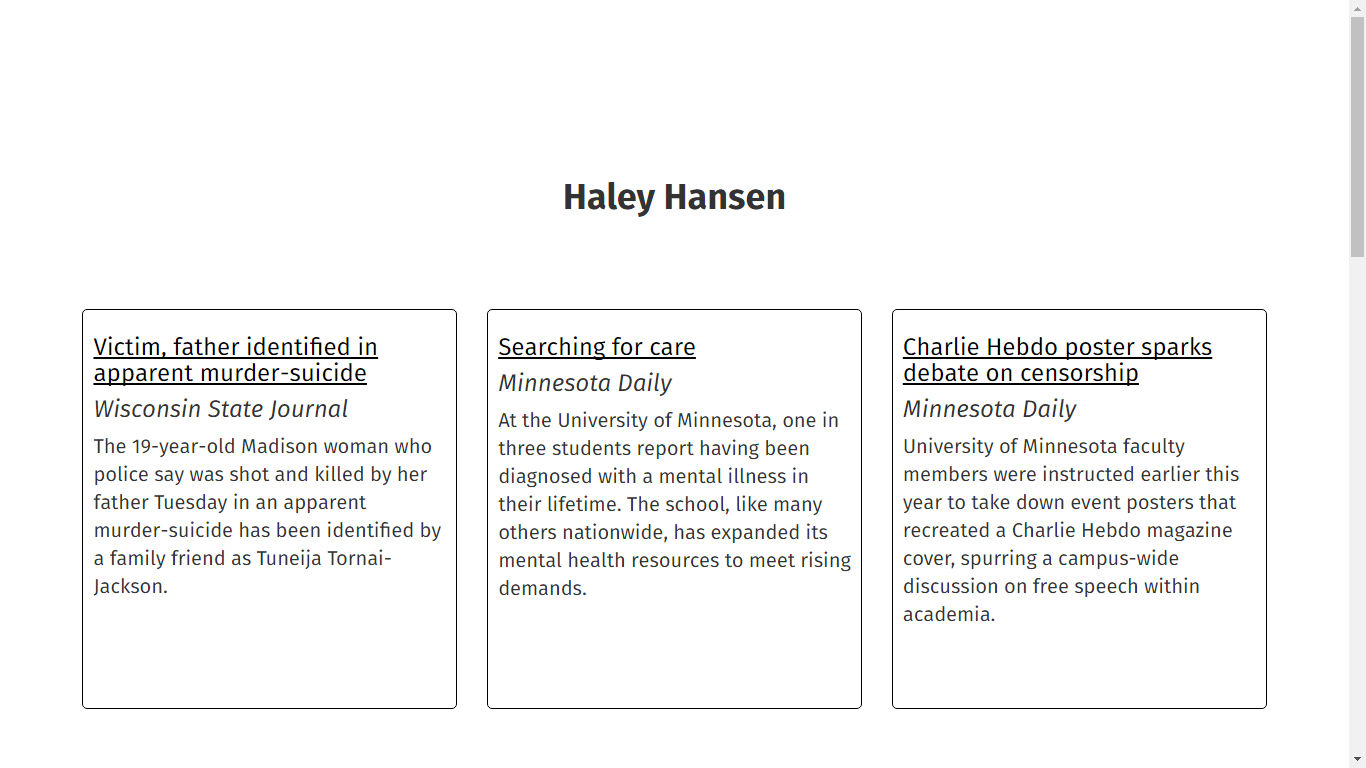 Haley Hansen
Victim, father identified in
apparent murder-suicide
Wisconsin State Journal
The 19-year-old Madison woman who
police say was shot and killed by her
father Tuesday in an apparent
murder-suicide has been identified by
a family friend as Tuneija Tornai-
Jackson.
Searching for care
Minnesota Daily
At the University of Minnesota, one in
three students report having been
diagnosed with a mental illness in
their lifetime. The school, like many
others nationwide, has expanded its
mental health resources to meet rising
demands.
Charlie Hebdo poster sparks
debate on censorship
Minnesota Daily
University of Minnesota faculty
members were instructed earlier this
year to take down event posters that
recreated a Charlie Hebdo magazine
cover, spurring a campus-wide
discussion on free speech within
academia.